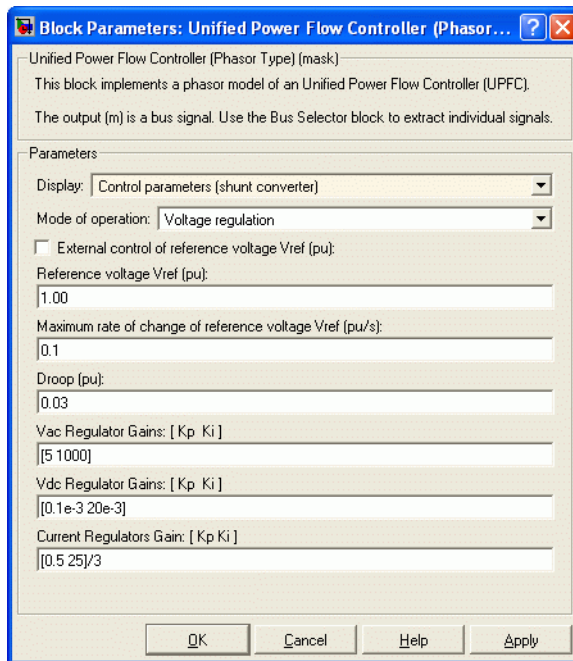 Block Parameters: Unified Power Flow Controller (Phasor...
Unified Power Flow Controller (Phasor Type) (mask)
This block implements a phasor model of an Unified Power Flow Controller (UPFC).
The output (m) is a bus signal. Use the Bus Selector block to extract individual signals.
Parameters
Display: Control parameters (shunt converter)
Mode of operation: Voltage regulation
External control of reference voltage Vref (pu):
Reference voltage Vref (pu):
1.00
Maximum rate of change of reference voltage Vref (pu/s):
0.1
Droop (pu):
0.03
Vac Regulator Gains: [ Kp Ki ]
[5 1000]
Vdc Regulator Gains: [ Kp Ki ]
[0.1e-3 20e-3]
Current Regulators Gain: [ Kp Ki ]
[0.5 25]/3
OK Cancel Help Apply